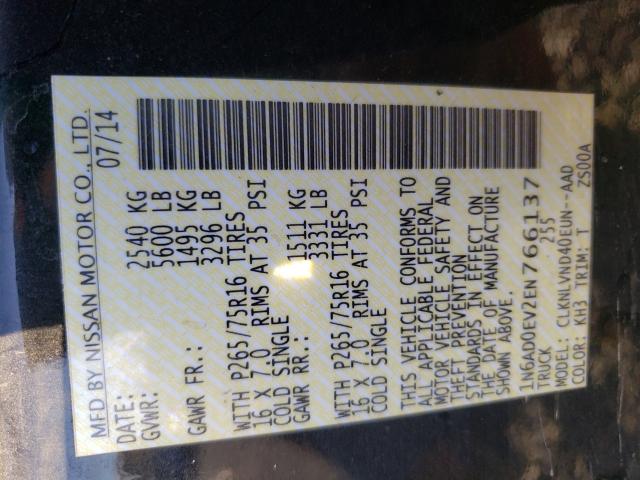 MFD BY NISSAN MOTOR CO., LTD.
DATE: 07/14
GVWR: 2540 KG
5600 LB
GAWR FR.: 1495 KG
3296 LB
WITH P265/75R16 TIRES
16 X 7.0 RIMS AT 35 PSI
COLD SINGLE
GAWR RR.: 1511 KG
3331 LB
WITH P265/75R16 TIRES
16 X 7.0 RIMS AT 35 PSI
COLD SINGLE
THIS VEHICLE CONFORMS TO
ALL APPLICABLE FEDERAL
MOTOR VEHICLE SAFETY AND
THEFT PREVENTION
STANDARDS IN EFFECT ON
THE DATE OF MANUFACTURE
SHOWN ABOVE.
1N6AD0EV2EN766137
TRUCK 255
MODEL: CLKNLVND40EUN--AAD
COLOR: KH3 TRIM: T ZS00A